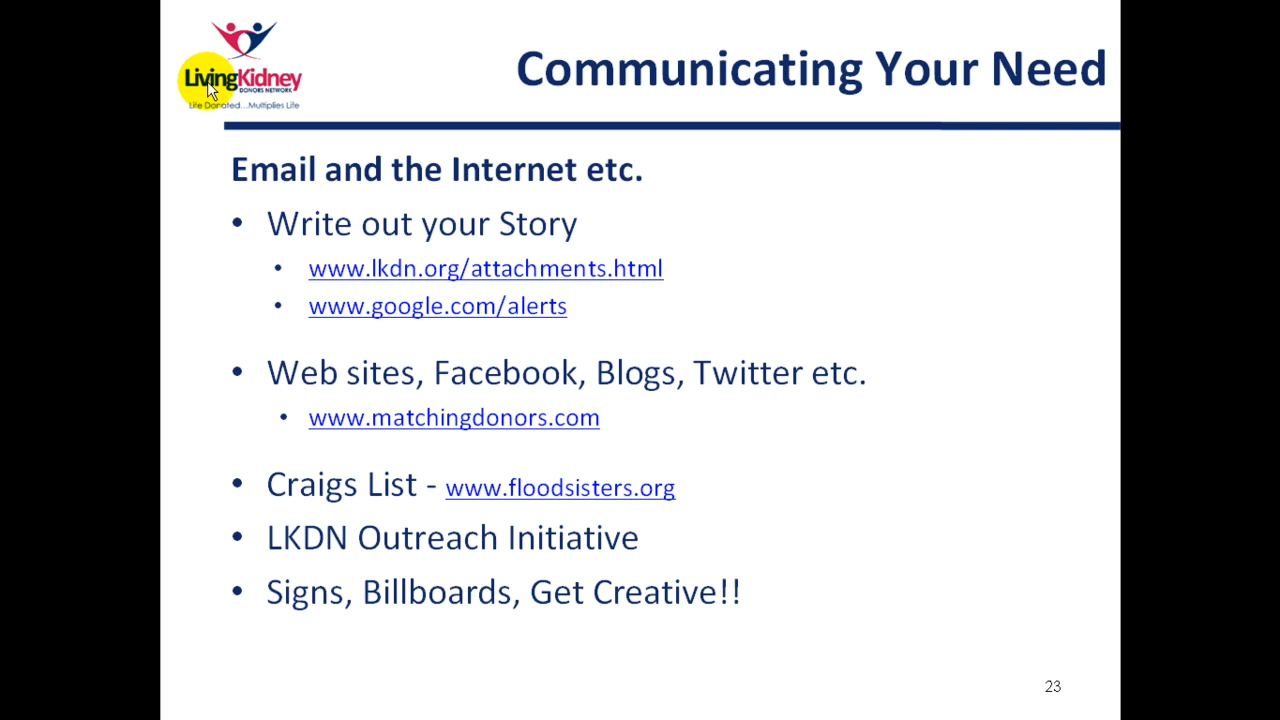 LivingKidney
DONORS NETWORK
Life Donated...Multiplies Life
Communicating Your Need
Email and the Internet etc.
• Write out your Story
• www.lkdn.org/attachments.html
• www.google.com/alerts
• Web sites, Facebook, Blogs, Twitter etc.
• www.matchingdonors.com
• Craigs List - www.floodsisters.org
• LKDN Outreach Initiative
• Signs, Billboards, Get Creative!!
23